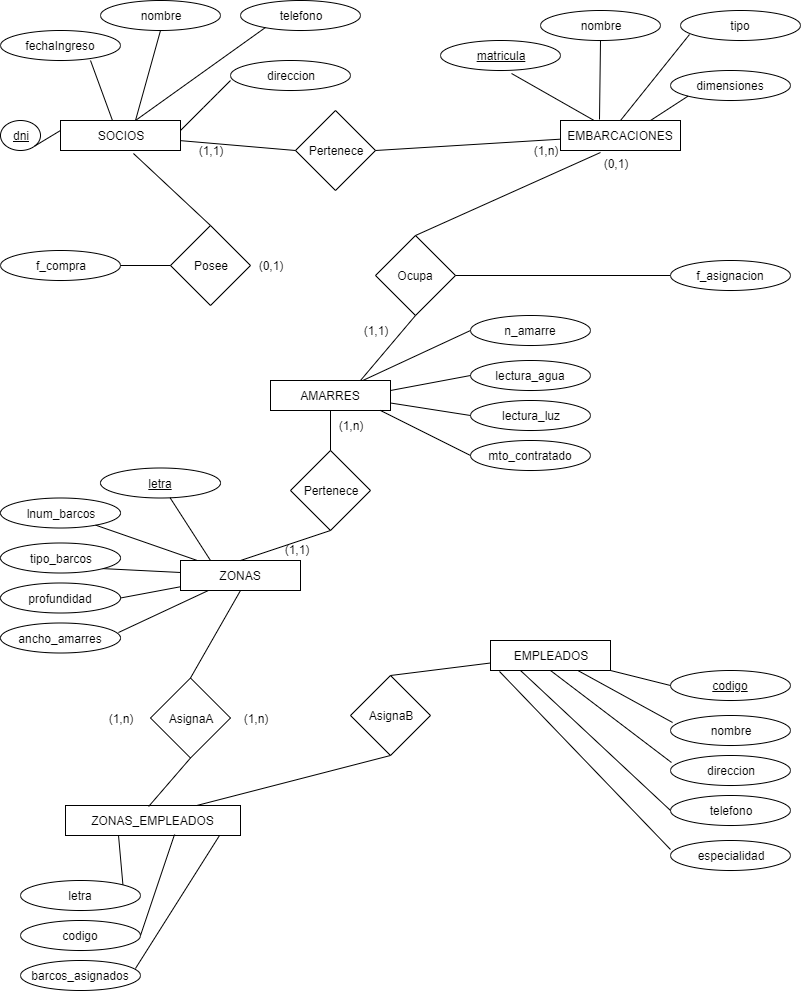 nombre
telefono
nombre
tipo
fechaIngreso
matricula
direccion
dimensiones
dni
SOCIOS
EMBARCACIONES
(1,1)
Pertenece
(1,n)
(0,1)
f_compra
Posee
(0,1)
Ocupa
f_asignacion
(1,1)
n_amarre
lectura_agua
AMARRES
lectura_luz
(1,n)
mto_contratado
letra
Pertenece
lnum_barcos
(1,1)
tipo_barcos
ZONAS
profundidad
ancho_amarres
EMPLEADOS
codigo
(1,n)
AsignaA
(1,n)
AsignaB
nombre
direccion
telefono
ZONAS_EMPLEADOS
especialidad
letra
codigo
barcos_asignados